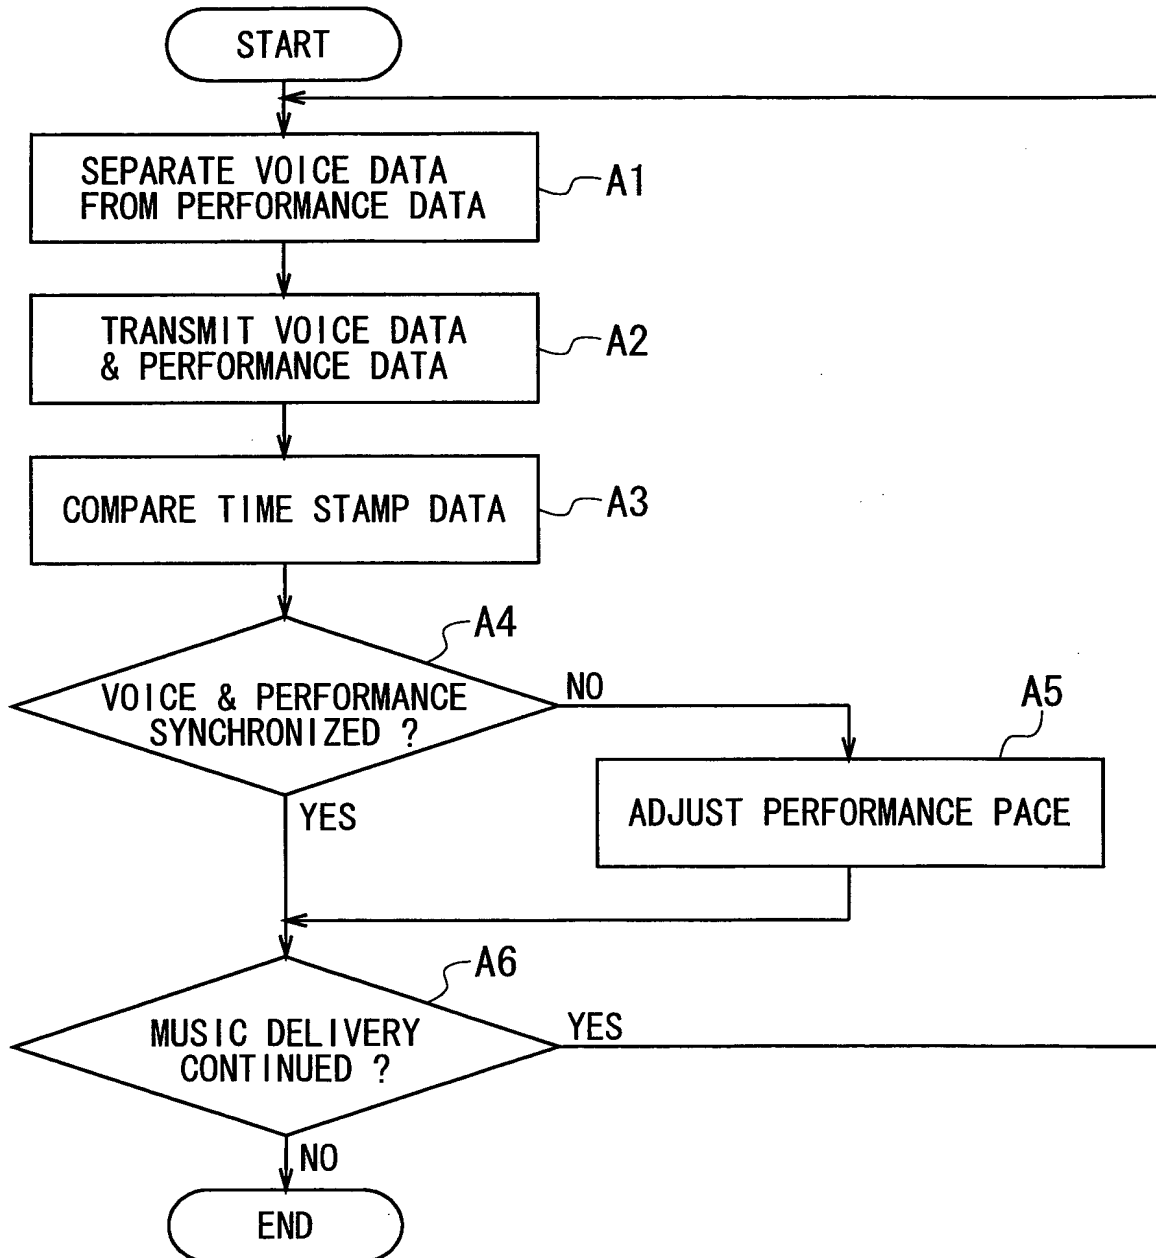 START
SEPARATE VOICE DATA
FROM PERFORMANCE DATA
A1
TRANSMIT VOICE DATA
& PERFORMANCE DATA
A2
COMPARE TIME STAMP DATA
A3
A4
VOICE & PERFORMANCE
SYNCHRONIZED ?
NO
A5
YES
ADJUST PERFORMANCE PACE
A6
MUSIC DELIVERY
CONTINUED ?
YES
NO
END